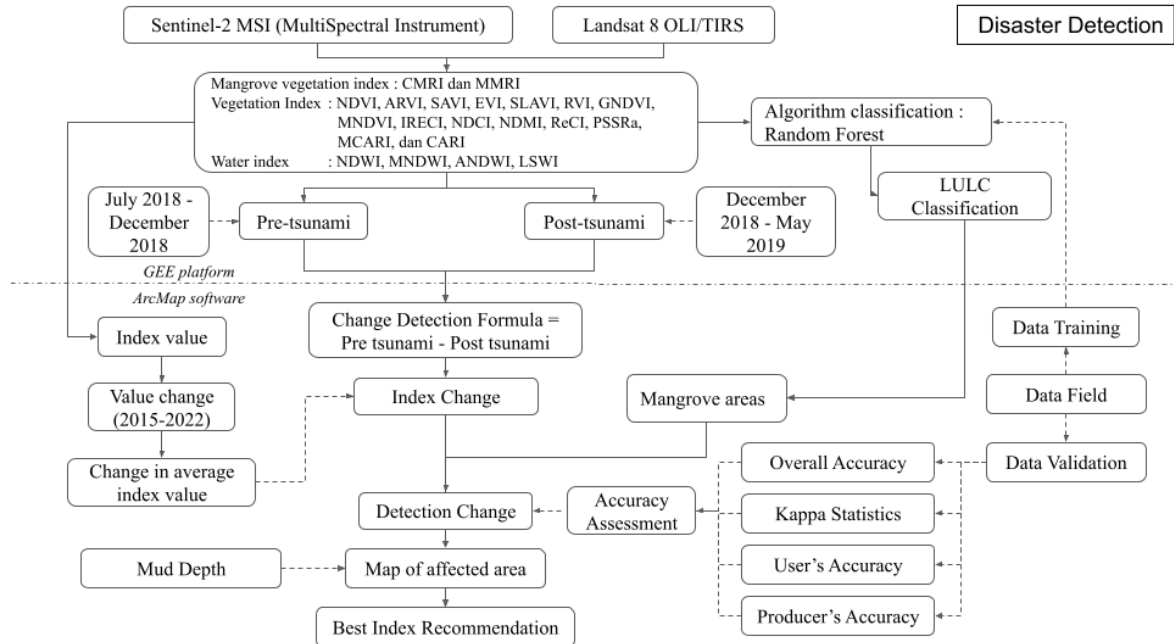 Sentinel-2 MSI (MultiSpectral Instrument)
Landsat 8 OLI/TIRS
Disaster Detection
Mangrove vegetation index : CMRI dan MMRI
Vegetation Index : NDVI, ARVI, SAVI, EVI, SLAVI, RVI, GNDVI,
MNDVI, IRECI, NDCI, NDMI, ReCI, PSSRa,
MCARI, dan CARI
Water index : NDWI, MNDWI, ANDWI, LSWI
Algorithm classification :
Random Forest
LULC
Classification
July 2018 -
December
2018
Pre-tsunami
Post-tsunami
December
2018 - May
2019
GEE platform
ArcMap software
Index value
Change Detection Formula =
Pre tsunami - Post tsunami
Data Training
Value change
(2015-2022)
Index Change
Mangrove areas
Data Field
Change in average
index value
Overall Accuracy
Data Validation
Detection Change
Accuracy
Assessment
Kappa Statistics
Mud Depth
Map of affected area
User's Accuracy
Best Index Recommendation
Producer's Accuracy